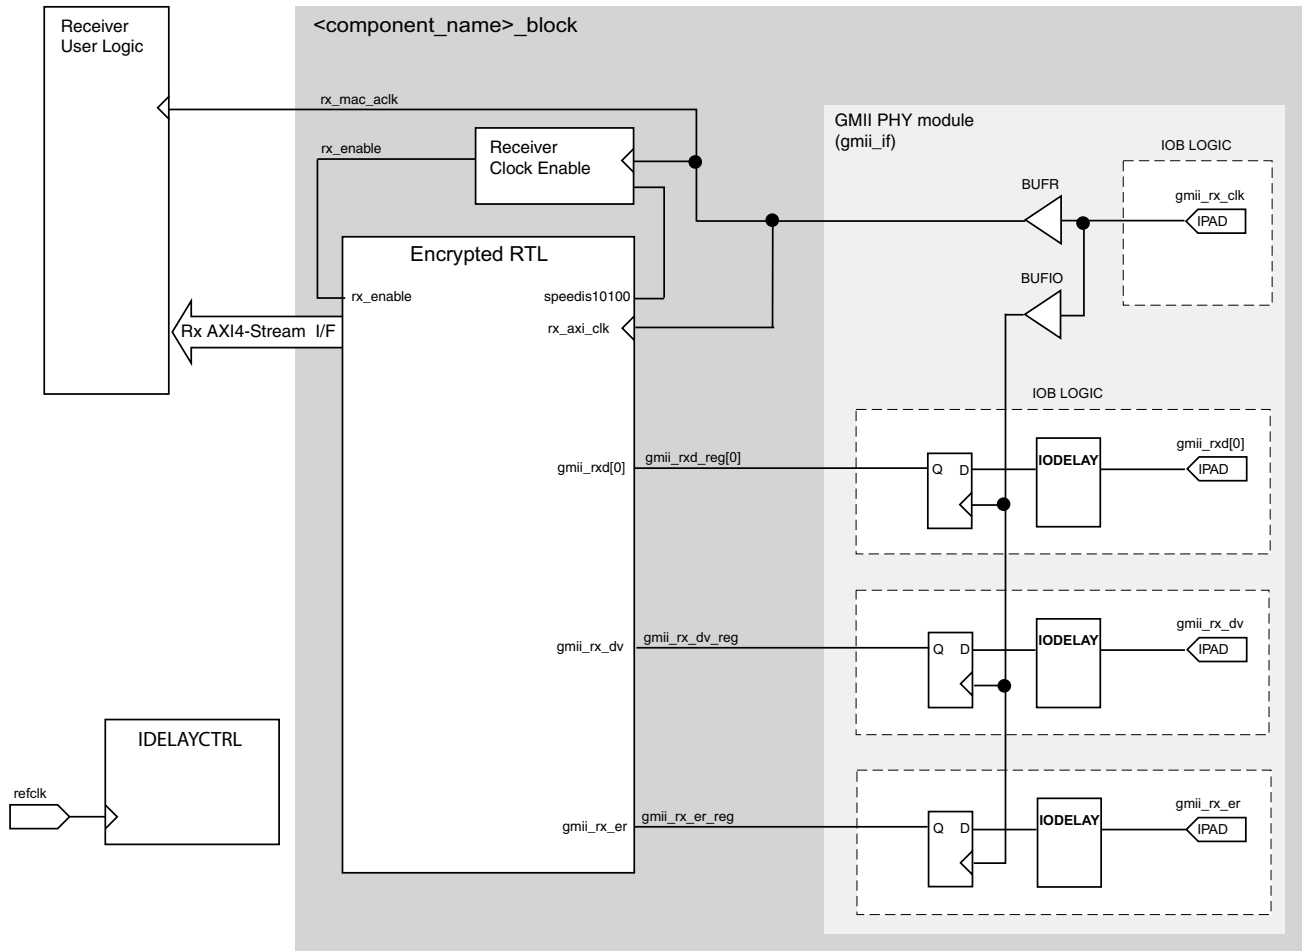 Receiver
User Logic
<component_name>_block
rx_mac_aclk
GMII PHY module
(gmii_if)
IOB LOGIC
rx_enable
Receiver
Clock Enable
BUFR
gmii_rx_clk
IPAD
Encrypted RTL
BUFIO
rx_enable
speedis10100
Rx AXI4-Stream I/F
rx_axi_clk
IOB LOGIC
gmii_rxd[0]
gmii_rxd_reg[0]
Q D
IODELAY
gmii_rxd[0]
IPAD
gmii_rx_dv
gmii_rx_dv_reg
Q D
IODELAY
gmii_rx_dv
IPAD
IDELAYCTRL
refclk
gmii_rx_er
gmii_rx_er_reg
Q D
IODELAY
gmii_rx_er
IPAD